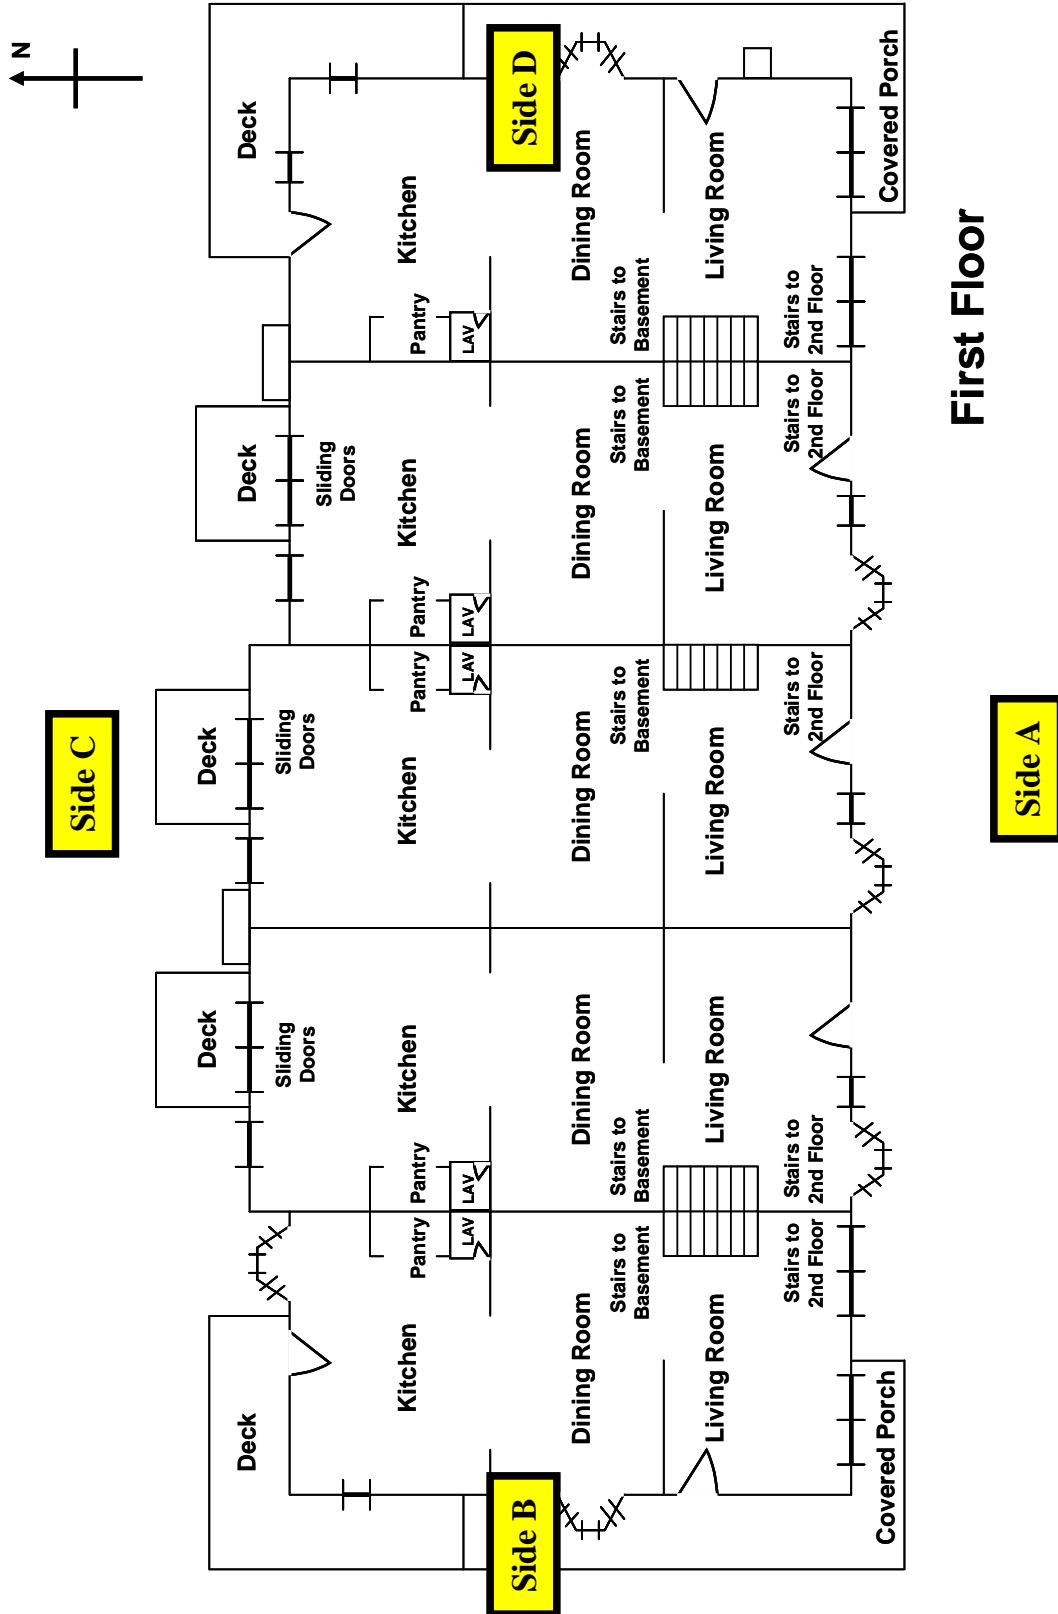 N
Side C
Deck
Deck
Deck
Deck
Deck
Sliding
Doors
Sliding
Doors
Sliding
Doors
Kitchen
Pantry
LAV
Pantry
LAV
Kitchen
Kitchen
Pantry
LAV
Pantry
LAV
Kitchen
Pantry
LAV
Kitchen
Side B
Side D
Dining Room
Dining Room
Dining Room
Dining Room
Dining Room
Stairs to
Basement
Stairs to
Basement
Stairs to
Basement
Stairs to
Basement
Stairs to
Basement
Living Room
Living Room
Living Room
Living Room
Living Room
Stairs to
2nd Floor
Stairs to
2nd Floor
Stairs to
2nd Floor
Stairs to
2nd Floor
Stairs to
2nd Floor
Covered Porch
Covered Porch
First Floor
Side A